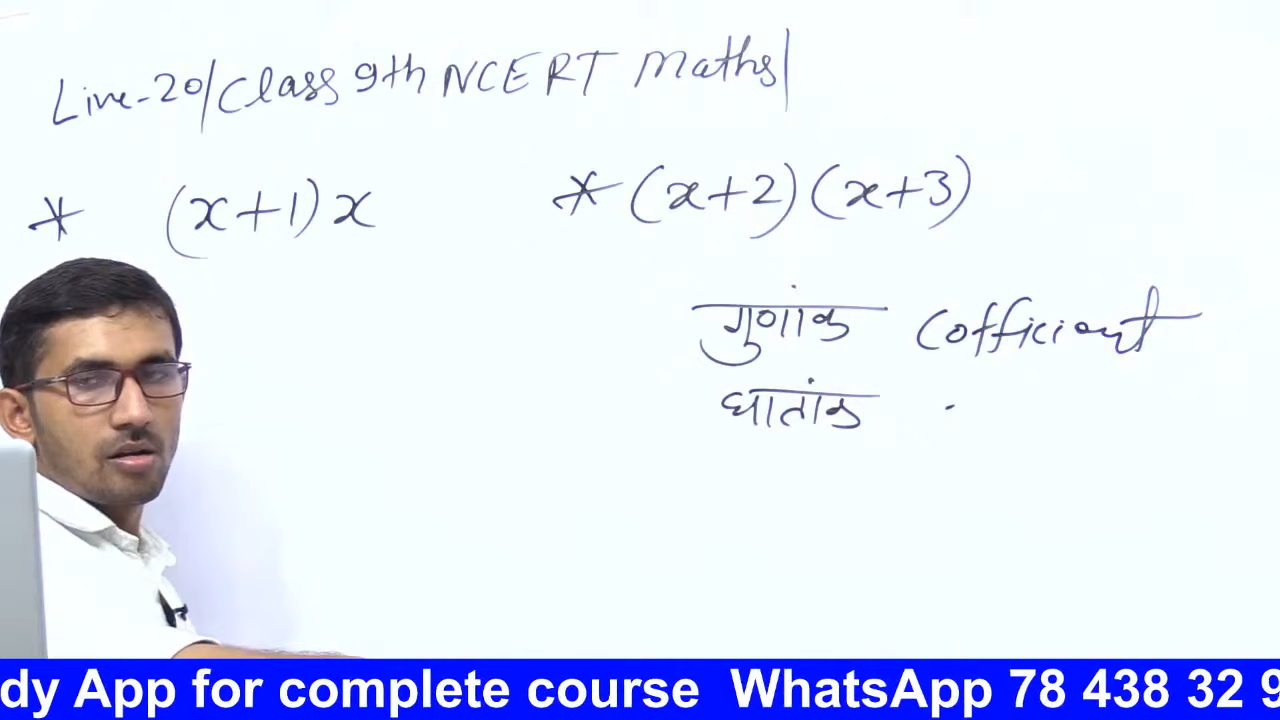 Live-20/Class 9th NCERT Maths|
* (x+1)x * (x+2)(x+3)
गुणांक Cofficient
घातांक
dy App for complete course WhatsApp 78 438 32 9